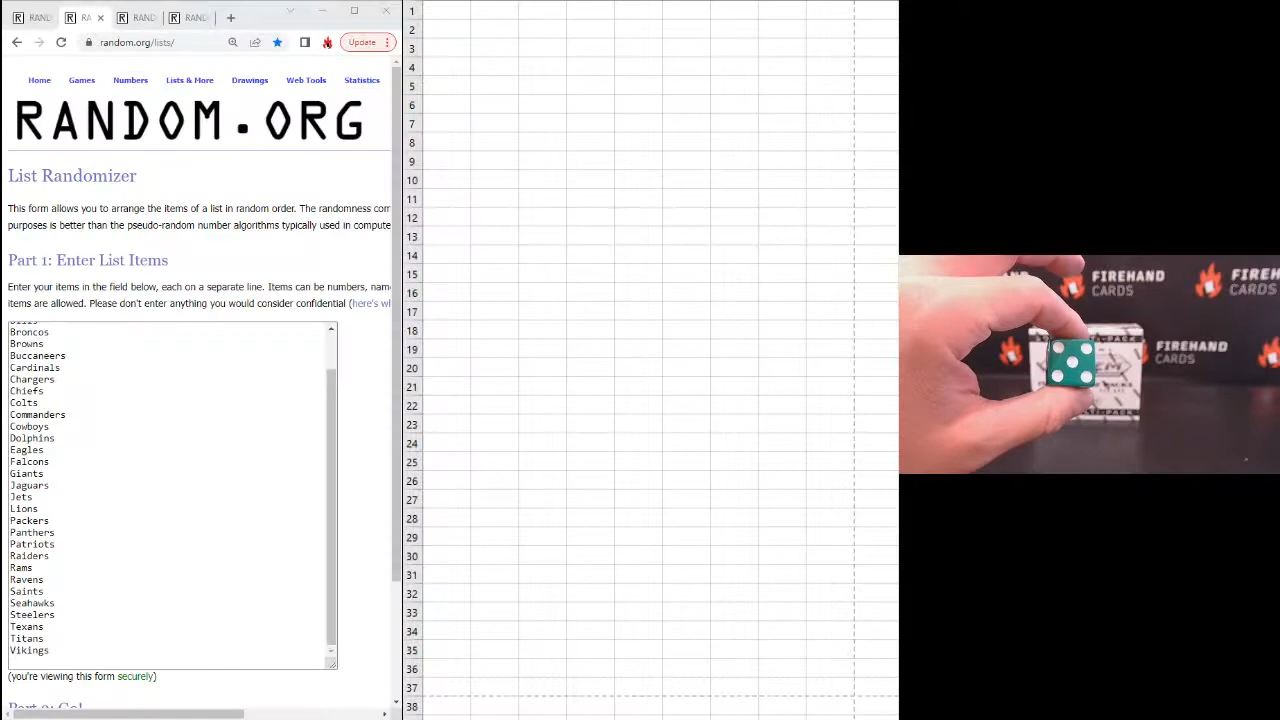 RAND
RA
RAND
RAND
random.org/lists/
Update
Home Games Numbers Lists & More Drawings Web Tools Statistics
RANDOM.ORG
List Randomizer
This form allows you to arrange the items of a list in random order. The randomness com
purposes is better than the pseudo-random number algorithms typically used in compute
Part 1: Enter List Items
Enter your items in the field below, each on a separate line. Items can be numbers, nam
items are allowed. Please don't enter anything you would consider confidential (here's wh
Broncos
Browns
Buccaneers
Cardinals
Chargers
Chiefs
Colts
Commanders
Cowboys
Dolphins
Eagles
Falcons
Giants
Jaguars
Jets
Lions
Packers
Panthers
Patriots
Raiders
Rams
Ravens
Saints
Seahawks
Steelers
Texans
Titans
Vikings
(you're viewing this form securely)
Part 2: Go!
1
2
3
4
5
6
7
8
9
10
11
12
13
14
15
16
17
18
19
20
21
22
23
24
25
26
27
28
29
30
31
32
33
34
35
36
37
38
FIREHAND
CARDS
FIREH
CARDS
FIREHAND
CARDS